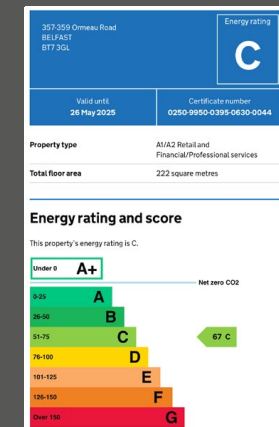 357-359 Ormeau Road
BELFAST
BT7 3GL
Energy rating
C
Valid until
26 May 2025
Certificate number
0250-9950-0395-0630-0044
Property type
A1/A2 Retail and
Financial/Professional services
Total floor area
222 square metres
Energy rating and score
This property's energy rating is C.
Under 0 A+
Net zero CO2
0-25 A
26-50 B
51-75 C
67 C
76-100 D
101-125 E
126-150 F
Over 150 G